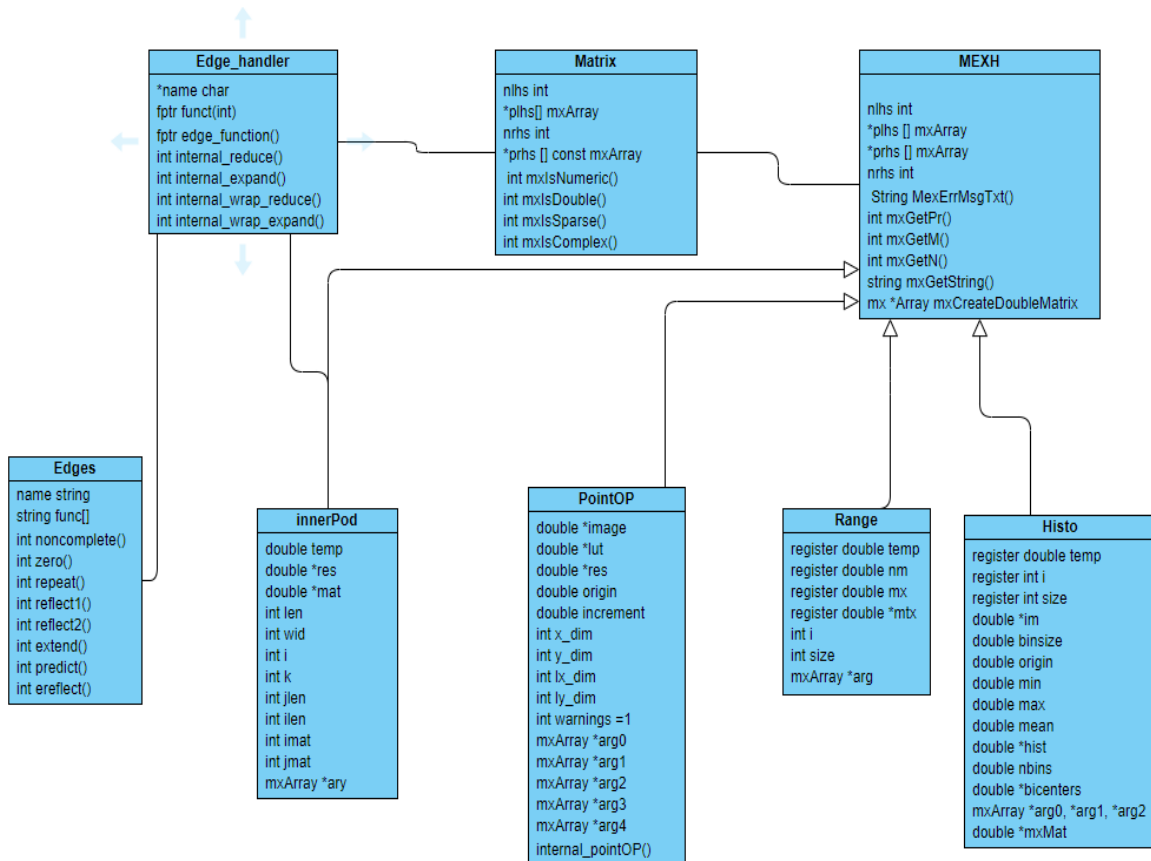 Edge_handler
*name char
fptr funct(int)
fptr edge_function()
int internal_reduce()
int internal_expand()
int internal_wrap_reduce()
int internal_wrap_expand()
Matrix
nlhs int
*plhs[] mxArray
nrhs int
*prhs [] const mxArray
int mxIsNumeric()
int mxIsDouble()
int mxIsSparse()
int mxIsComplex()
MEXH
nlhs int
*plhs [] mxArray
*prhs [] mxArray
nrhs int
String MexErrMsgTxt()
int mxGetPr()
int mxGetM()
int mxGetN()
string mxGetString()
mx *Array mxCreateDoubleMatrix
Edges
name string
string func[]
int noncomplete()
int zero()
int repeat()
int reflect1()
int reflect2()
int extend()
int predict()
int ereflect()
innerPod
double temp
double *res
double *mat
int len
int wid
int i
int k
int jlen
int ilen
int imat
int jmat
mxArray *ary
PointOP
double *image
double *lut
double *res
double origin
double increment
int x_dim
int y_dim
int lx_dim
int ly_dim
int warnings =1
mxArray *arg0
mxArray *arg1
mxArray *arg2
mxArray *arg3
mxArray *arg4
internal_pointOP()
Range
register double temp
register double nm
register double mx
register double *mtx
int i
int size
mxArray *arg
Histo
register double temp
register int i
register int size
double *im
double binsize
double origin
double min
double max
double mean
double *hist
double nbins
double *bicenters
mxArray *arg0, *arg1, *arg2
double *mxMat